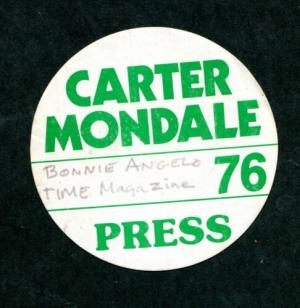 CARTER
MONDALE
BONNIE ANGELO
TIME Magazine 76
PRESS